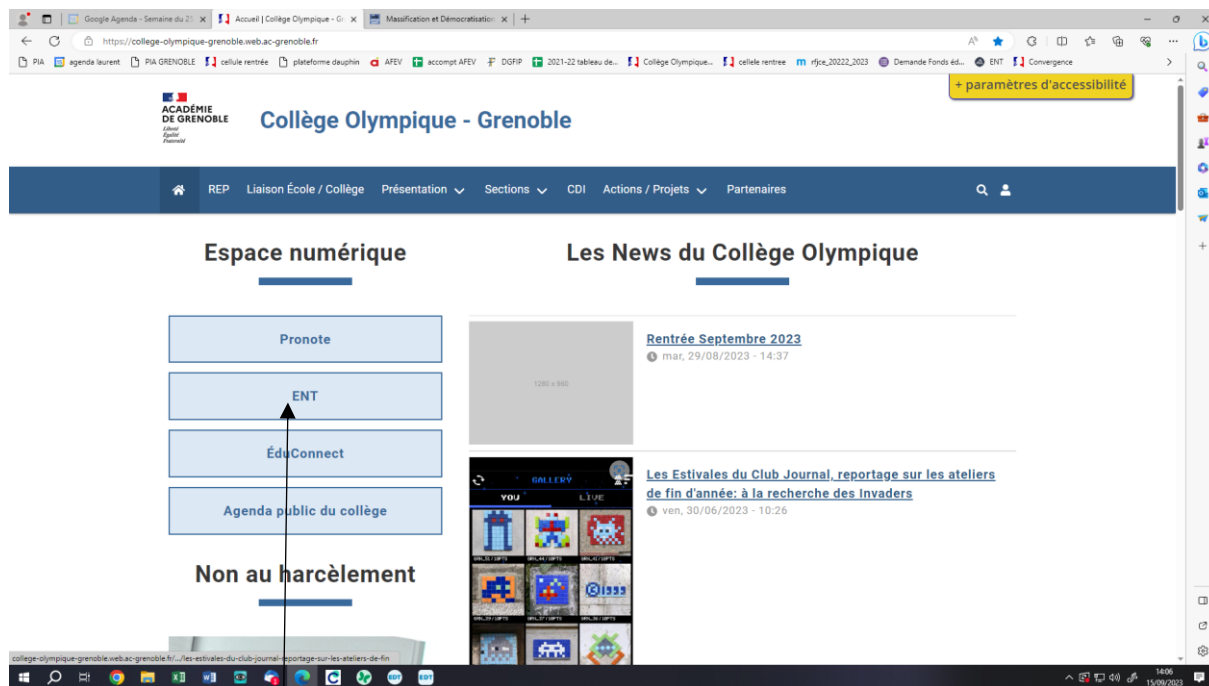 Google Agenda - Semaine du 25
Accueil | Collège Olympique - Gr
Massification et Démocratisation
https://college-olympique-grenoble.web.ac-grenoble.fr
PIA
agenda laurent
PIA GRENOBLE
cellule rentrée
plateforme dauphin
AFEV
accompt AFEV
DGFIP
2021-22 tableau de...
Collège Olympique...
cellele rentree
rfjce_20222_2023
Demande Fonds éd...
ENT
Convergence
+ paramètres d'accessibilité
ACADÉMIE
DE GRENOBLE
Liberté
Égalité
Fraternité
Collège Olympique - Grenoble
REP Liaison École / Collège Présentation Sections CDI Actions / Projets Partenaires
Espace numérique
Pronote
ENT
ÉduConnect
Agenda public du collège
Non au harcèlement
Les News du Collège Olympique
1280 x 960
Rentrée Septembre 2023
mar, 29/08/2023 - 14:37
GALLERY
YOU LIVE
©1999
Les Estivales du Club Journal, reportage sur les ateliers
de fin d'année: à la recherche des Invaders
ven, 30/06/2023 - 10:26
college-olympique-grenoble.web.ac-grenoble.fr/.../les-estivales-du-club-journal-reportage-sur-les-ateliers-de-fin
EDT
EDT
14:06
15/09/2023